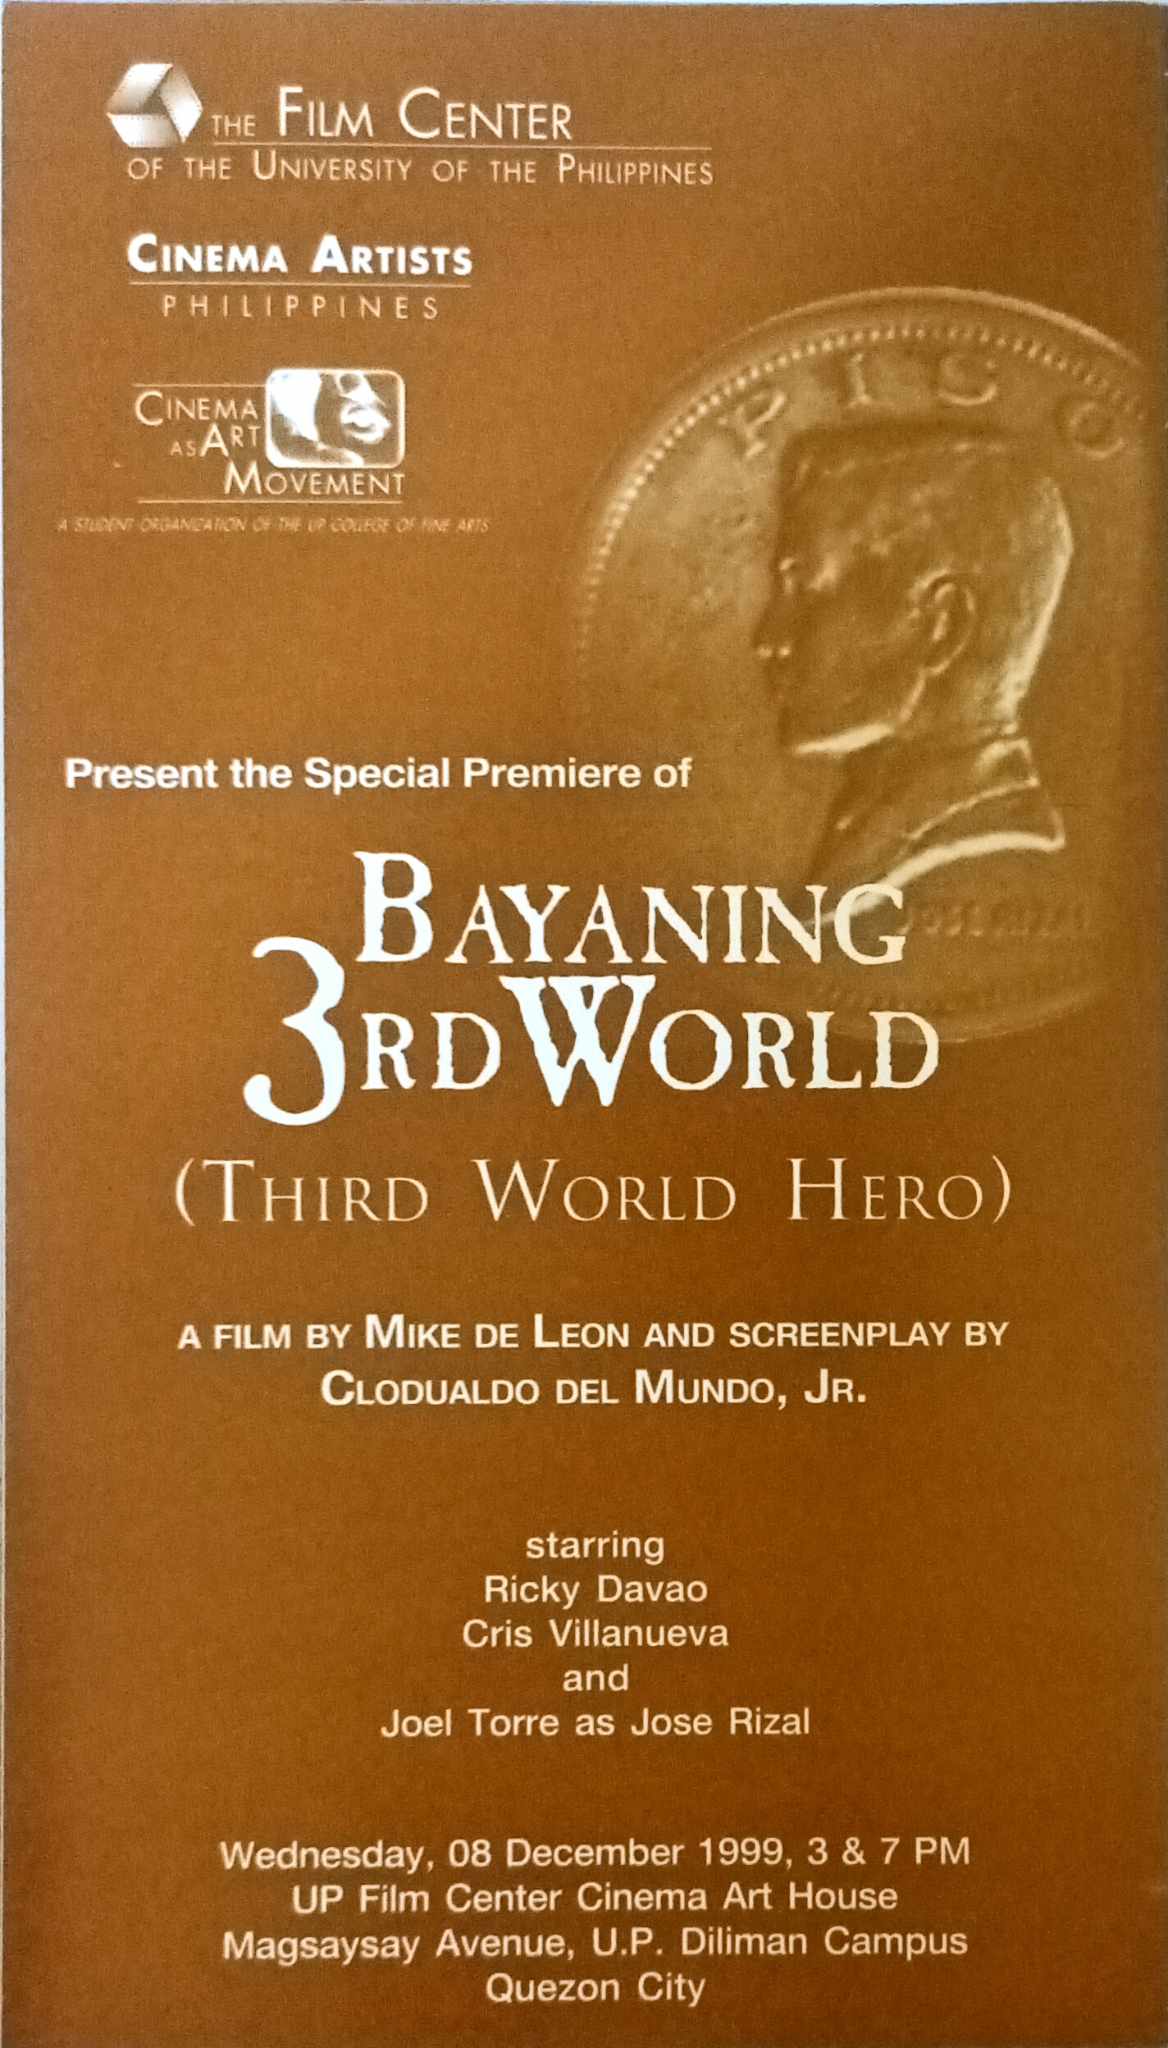 THE FILM CENTER
OF THE UNIVERSITY OF THE PHILIPPINES
CINEMA ARTISTS
PHILIPPINES
CINEMA
AS ART
MOVEMENT
A STUDENT ORGANIZATION OF THE UP COLLEGE OF FINE ARTS
PISO
Present the Special Premiere of
BAYANING
JOSE RIZAL
3RD WORLD
(THIRD WORLD HERO)
A FILM BY MIKE DE LEON AND SCREENPLAY BY
CLODUALDO DEL MUNDO, JR.
starring
Ricky Davao
Cris Villanueva
and
Joel Torre as Jose Rizal
Wednesday, 08 December 1999, 3 & 7 PM
UP Film Center Cinema Art House
Magsaysay Avenue, U.P. Diliman Campus
Quezon City